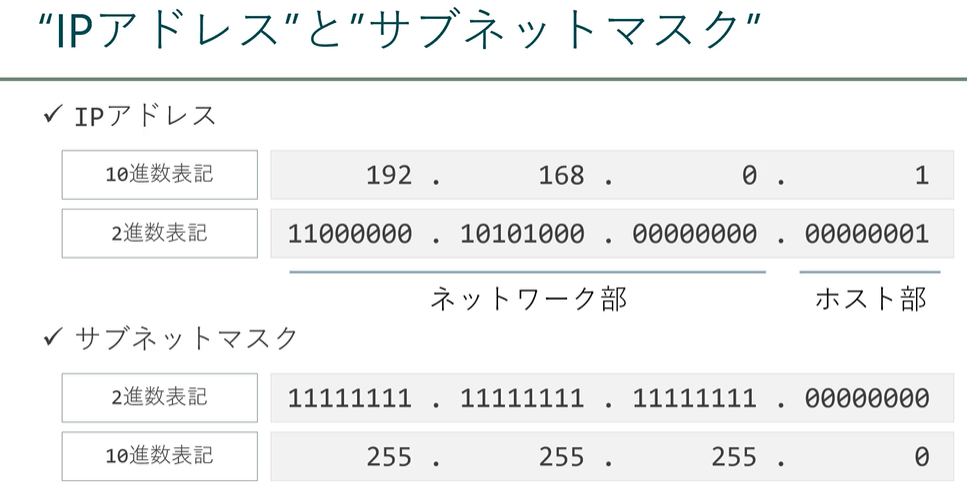 “IPアドレス”と”サブネットマスク”
✓ IPアドレス
10進数表記 192 . 168 . 0 . 1
2進数表記 11000000 . 10101000 . 00000000 . 00000001
ネットワーク部 ホスト部
✓ サブネットマスク
2進数表記 11111111 . 11111111 . 11111111 . 00000000
10進数表記 255 . 255 . 255 . 0